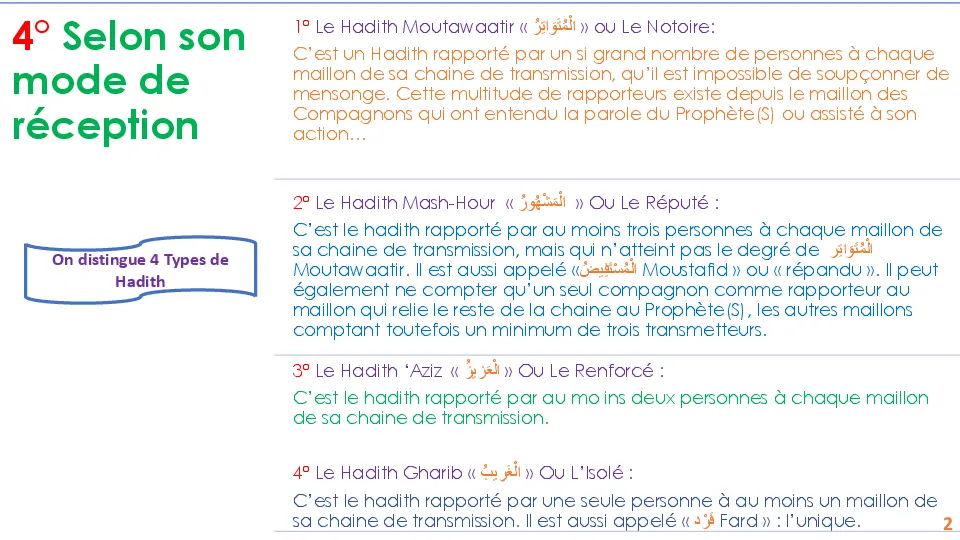 4° Selon son
mode de
réception
On distingue 4 Types de
Hadith
1° Le Hadith Moutawaatir « الْمُتَوَاتِرُ » ou Le Notoire:
C’est un Hadith rapporté par un si grand nombre de personnes à chaque
maillon de sa chaine de transmission, qu’il est impossible de soupçonner de
mensonge. Cette multitude de rapporteurs existe depuis le maillon des
Compagnons qui ont entendu la parole du Prophète(S) ou assisté à son
action…
2° Le Hadith Mash-Hour « الْمَشْهُورُ » Ou Le Réputé :
C’est le hadith rapporté par au moins trois personnes à chaque maillon de
sa chaine de transmission, mais qui n’atteint pas le degré de الْمُتَوَاتِرِ
Moutawaatir. Il est aussi appelé «الْمُسْتَفِيضُ Moustafid » ou « répandu ». Il peut
également ne compter qu’un seul compagnon comme rapporteur au
maillon qui relie le reste de la chaine au Prophète(S), les autres maillons
comptant toutefois un minimum de trois transmetteurs.
3° Le Hadith ‘Aziz « الْعَزِيزُ » Ou Le Renforcé :
C’est le hadith rapporté par au mo ins deux personnes à chaque maillon
de sa chaine de transmission.
4° Le Hadith Gharib « الْغَرِيبُ » Ou L’Isolé :
C’est le hadith rapporté par une seule personne à au moins un maillon de
sa chaine de transmission. Il est aussi appelé « فَرْد Fard » : l’unique.
2